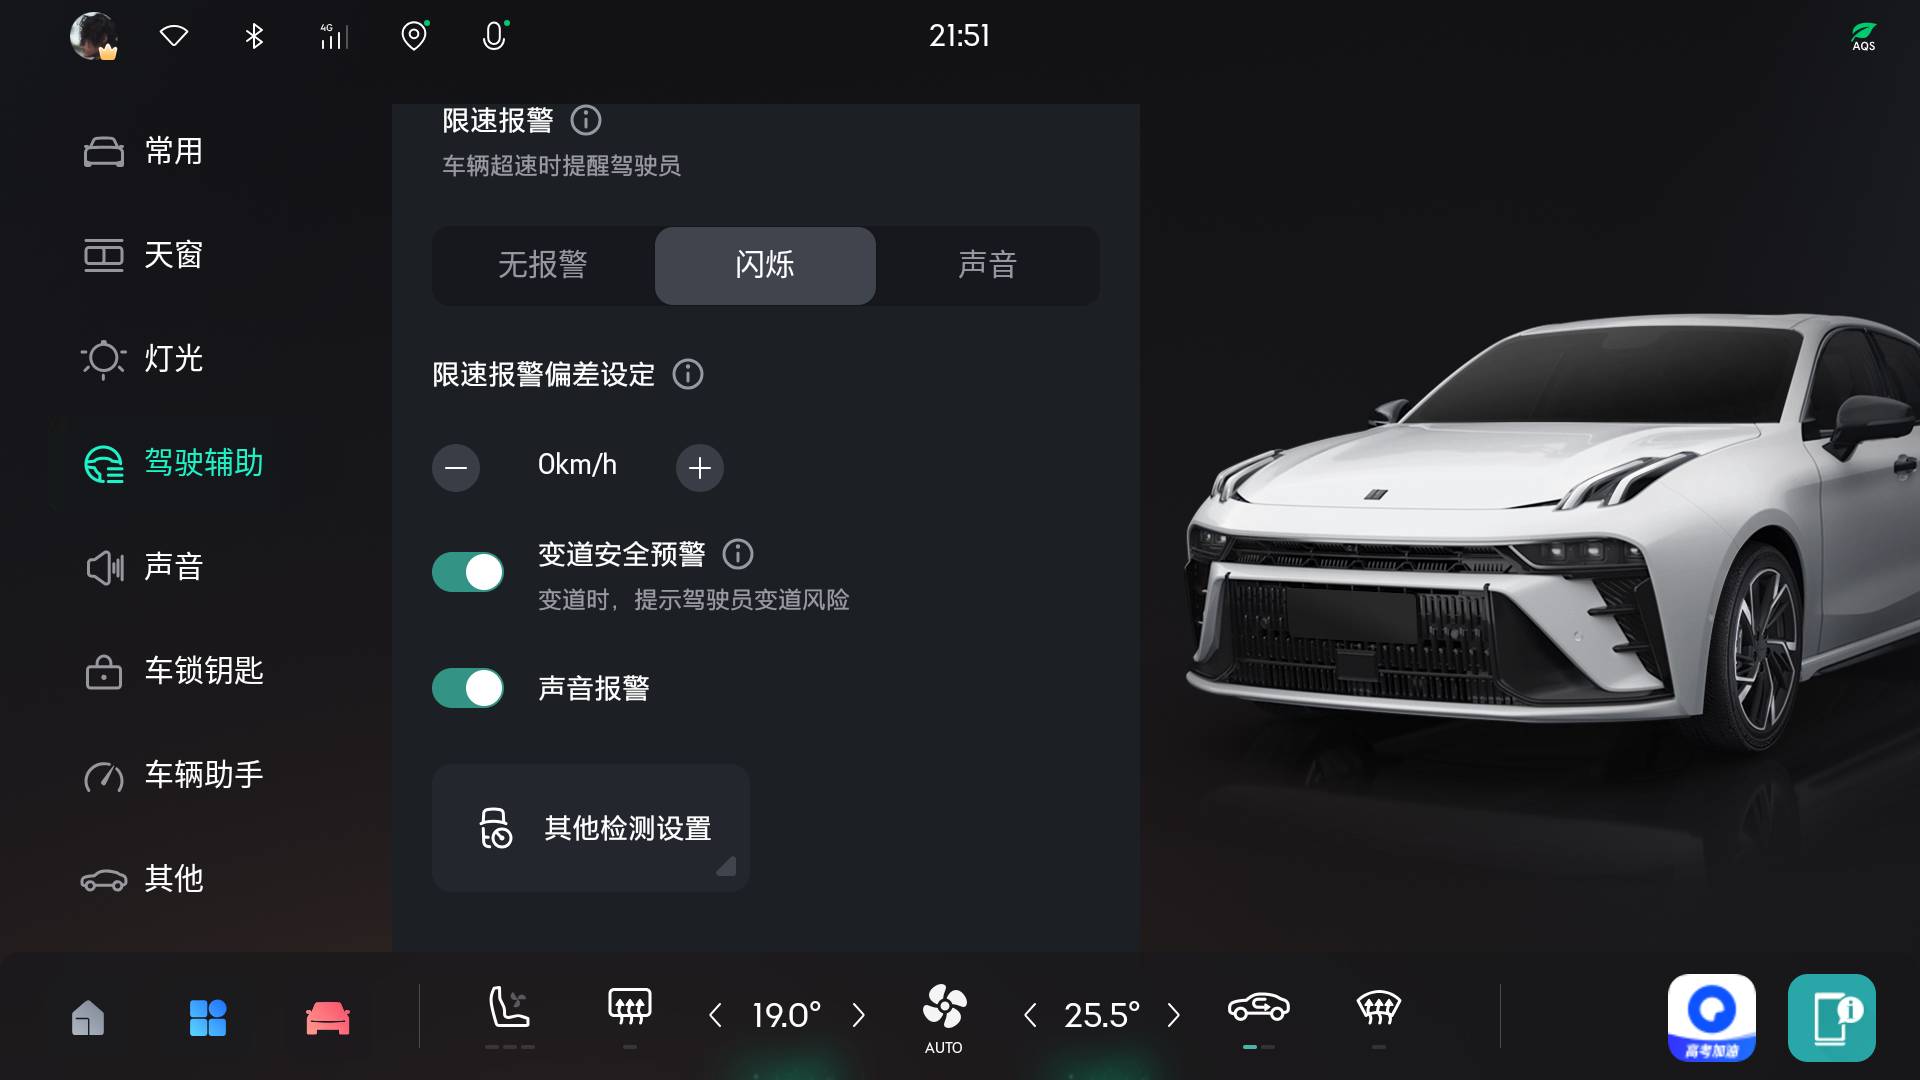 4G
21:51
AQS
常用
天窗
灯光
驾驶辅助
声音
车锁钥匙
车辆助手
其他
限速报警
车辆超速时提醒驾驶员
无报警
闪烁
声音
限速报警偏差设定
0km/h
变道安全预警
变道时，提示驾驶员变道风险
声音报警
其他检测设置
19.0°
AUTO
25.5°
高考加油